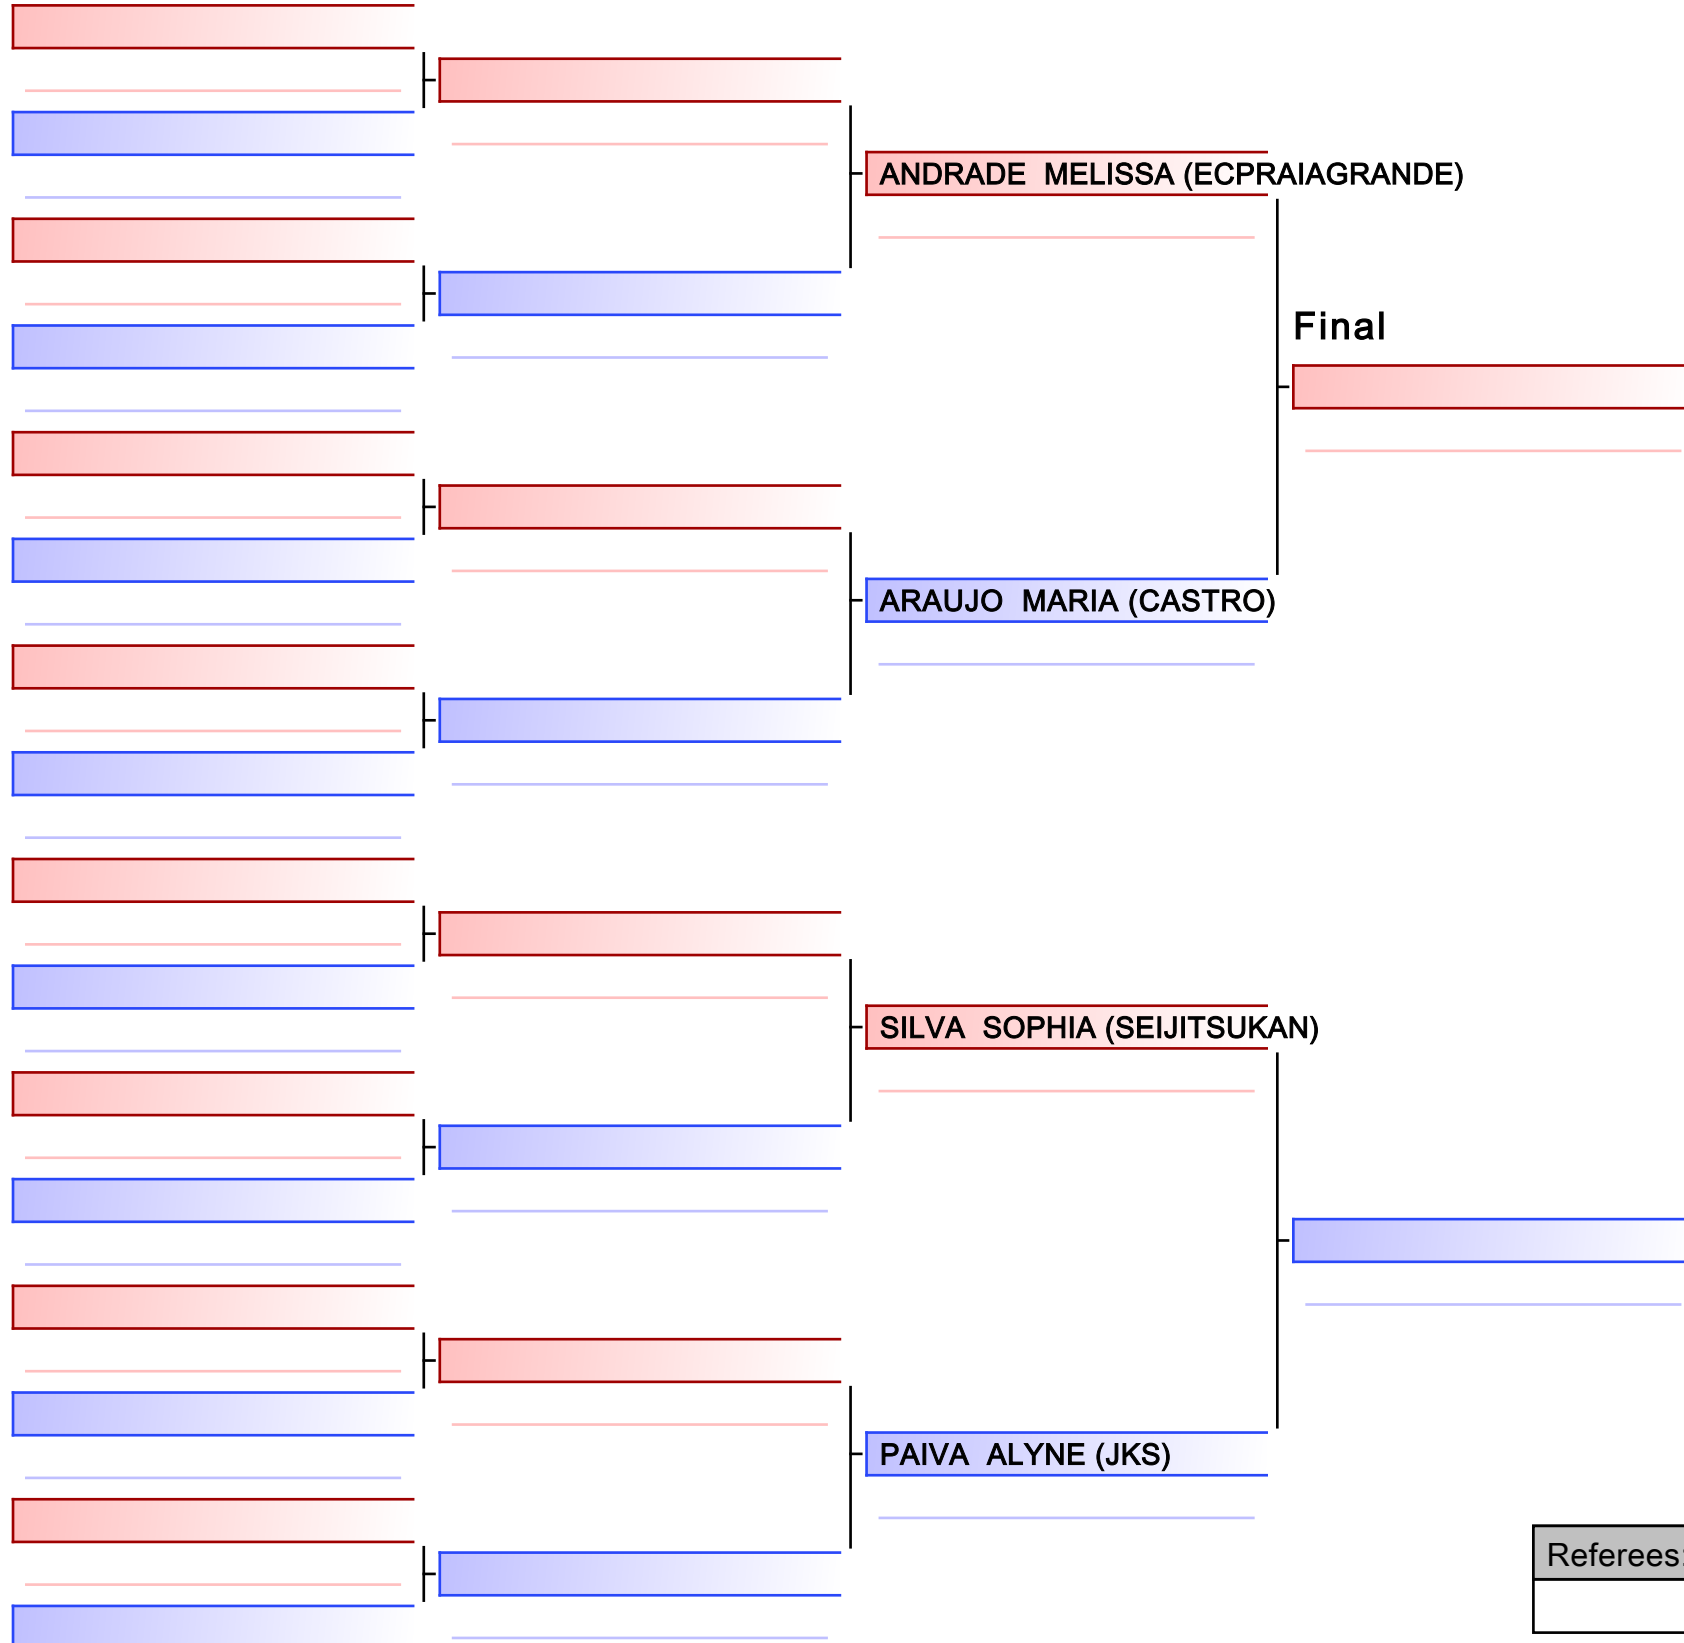 ANDRADE  MELISSA (ECPRAIAGRANDE)
Final
ARAUJO  MARIA (CASTRO)
SILVA  SOPHIA (SEIJITSUKAN)
PAIVA  ALYNE (JKS)
Referees: